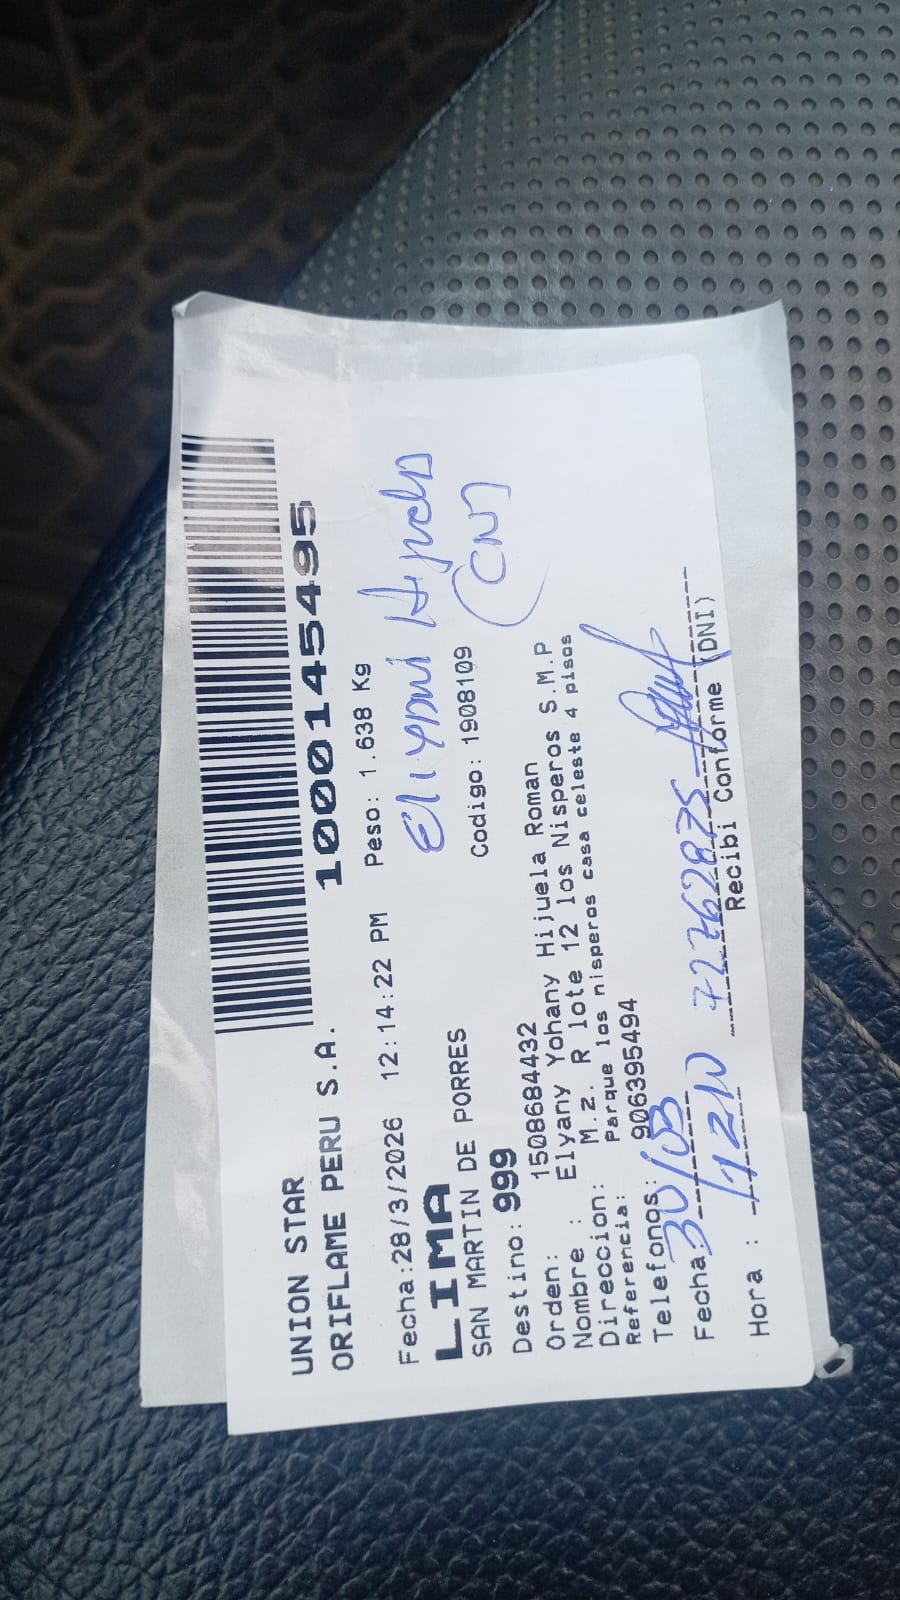 UNION STAR
ORIFLAME PERU S.A. 1000145495
Fecha:28/3/2026 12:14:22 PM Peso: 1.638 Kg
LIMA
SAN MARTIN DE PORRES Codigo: 1908109
(CNT
Destino: 999
Orden: 1508684432
Nombre : Elyany Yohany Hijuela Roman
Direccion: M.z. R lote 12 los Nisperos S.M.P
Referencia: Parque los nisperos casa celeste 4 pisos
Telefonos: 906395494
Fecha 30/03 72762875
Recibi Conforme (DNI)
Hora :